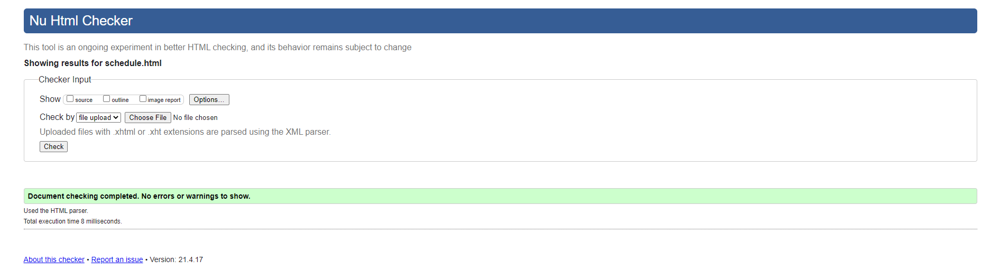 Nu Html Checker
This tool is an ongoing experiment in better HTML checking, and its behavior remains subject to change
Showing results for schedule.html
Checker Input
Show source outline image report Options...
Check by file upload Choose File No file chosen
Uploaded files with .xhtml or .xht extensions are parsed using the XML parser.
Check
Document checking completed. No errors or warnings to show.
Used the HTML parser.
Total execution time 8 milliseconds.
About this checker • Report an issue • Version: 21.4.17